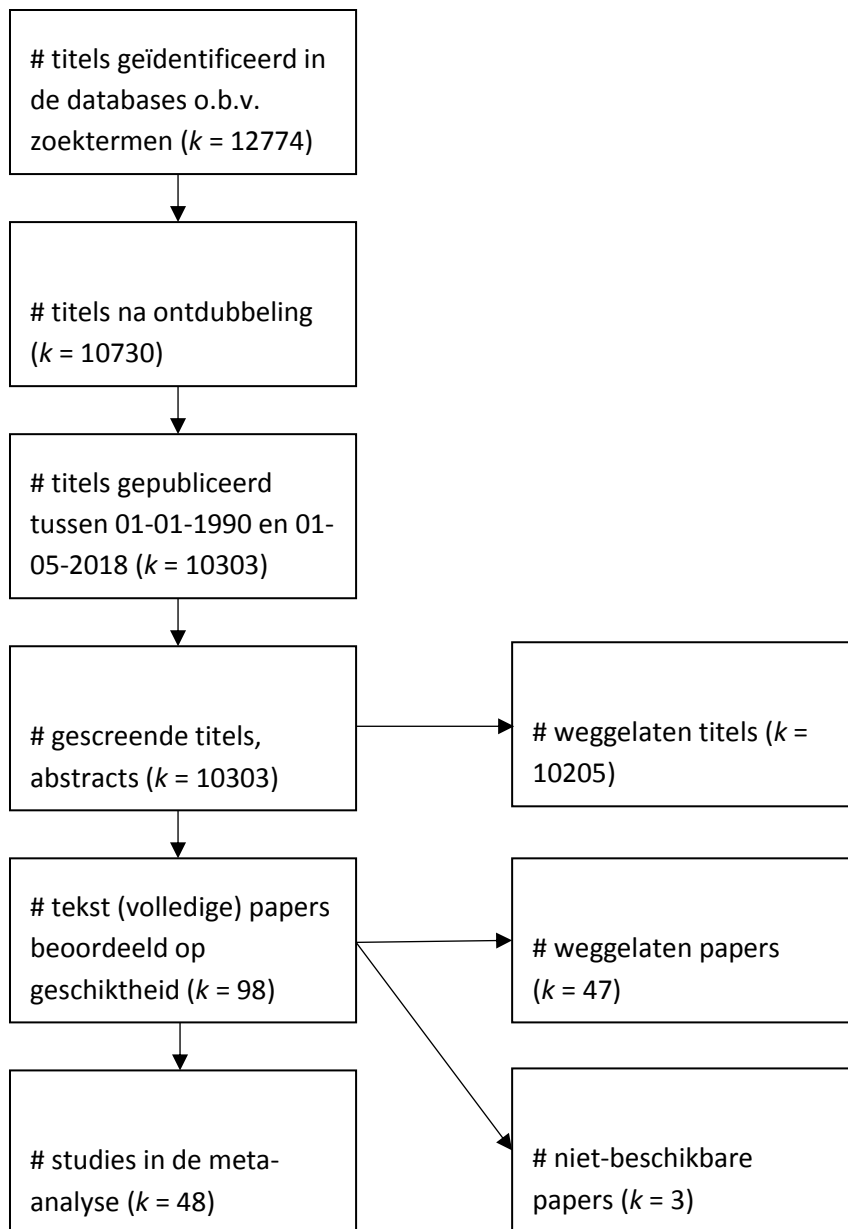 # titels geïdentificeerd in
de databases o.b.v.
zoektermen (k = 12774)
# titels na ontdubbeling
(k = 10730)
# titels gepubliceerd
tussen 01-01-1990 en 01-
05-2018 (k = 10303)
# gescreende titels,
abstracts (k = 10303)
# weggelaten titels (k =
10205)
# tekst (volledige) papers
beoordeeld op
geschiktheid (k = 98)
# weggelaten papers
(k = 47)
# studies in de meta-
analyse (k = 48)
# niet-beschikbare
papers (k = 3)